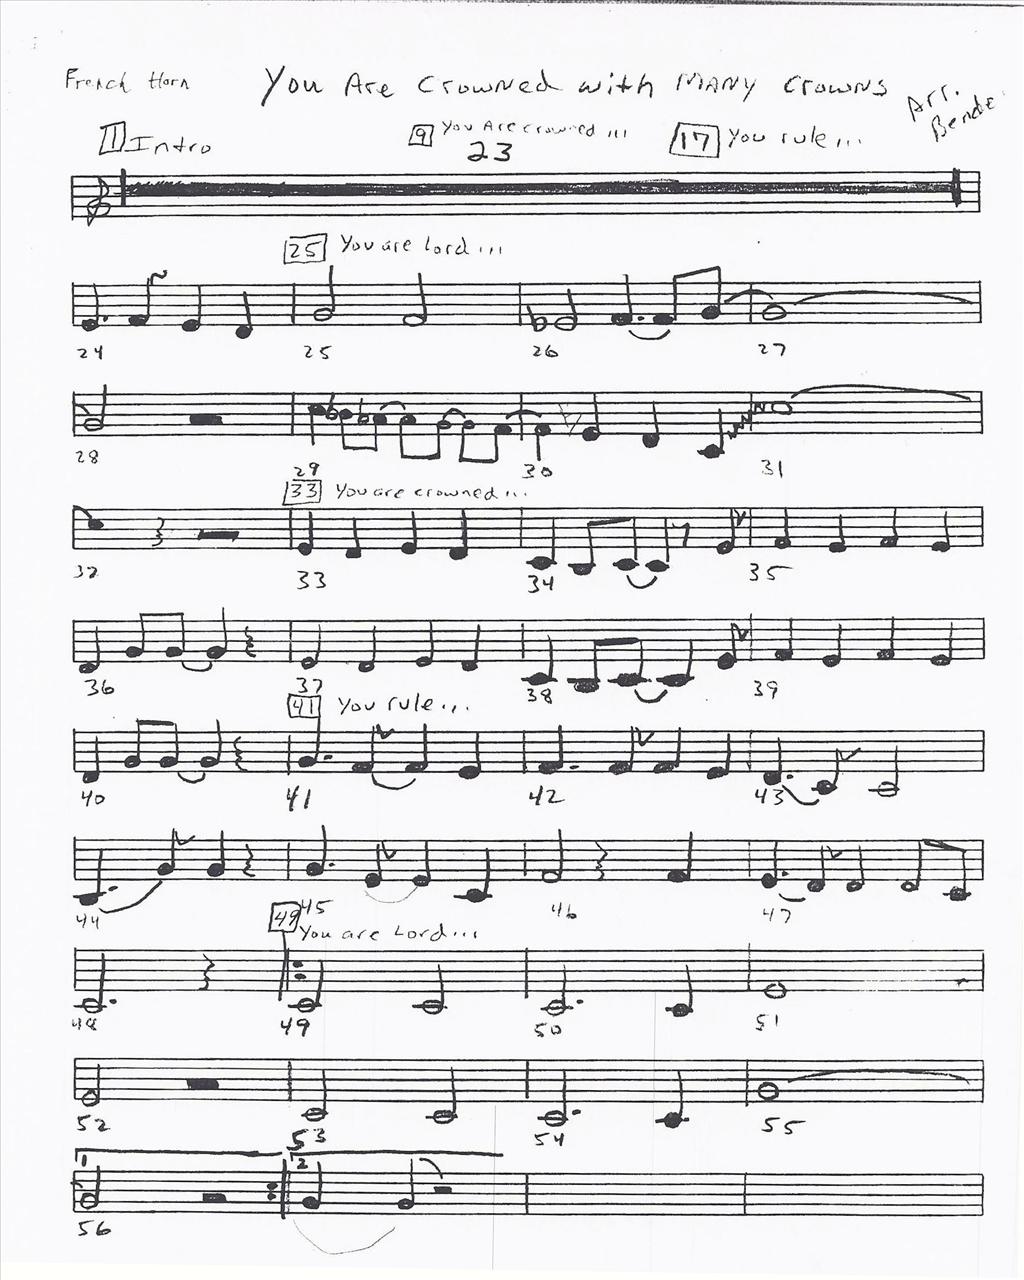 French Horn You Are Crowned with MANY Crowns Arr. Bende
1 Intro 9 You Are crowned ... 17 You rule...
23
25 You are Lord...
24 25 26 27
28 29 30 31
33 You are crowned...
32 33 34 35
36 37 38 39
41 You rule...
40 41 42 43
44 45 46 47
49 You are Lord...
48 49 50 51
52 53 54 55
1 2
56